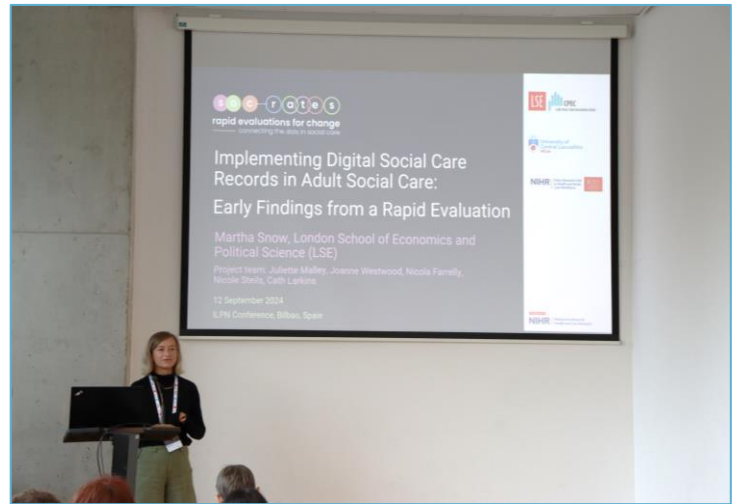 soc-rates
rapid evaluations for change
connecting the dots in social care
Implementing Digital Social Care
Records in Adult Social Care:
Early Findings from a Rapid Evaluation
Martha Snow, London School of Economics and
Political Science (LSE)
Project team: Juliette Malley, Joanne Westwood, Nicola Farrelly,
Nicole Steils, Cath Larkins
12 September 2024
ILPN Conference, Bilbao, Spain
LSE
CPEC
University of
Central Lancashire
NIHR
NIHR